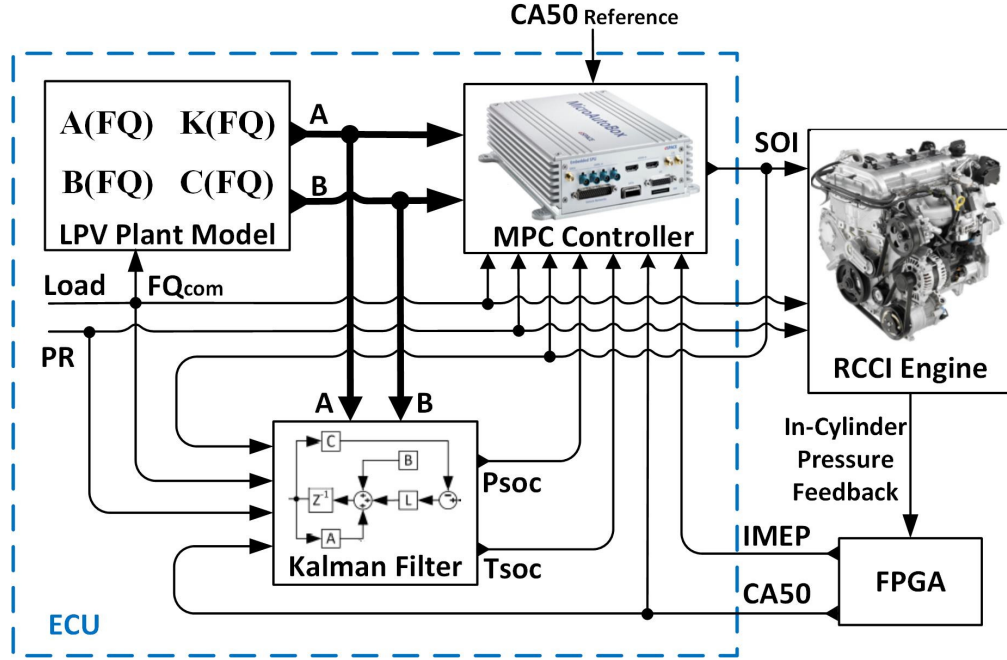 CA50 Reference
A(FQ) K(FQ)
B(FQ) C(FQ)
LPV Plant Model
A
B
MicroAutoBox
MPC Controller
SOI
RCCI Engine
Load
FQcom
PR
A
B
C
B
Z-1
L
A
Kalman Filter
Psoc
Tsoc
In-Cylinder
Pressure
Feedback
IMEP
CA50
FPGA
ECU